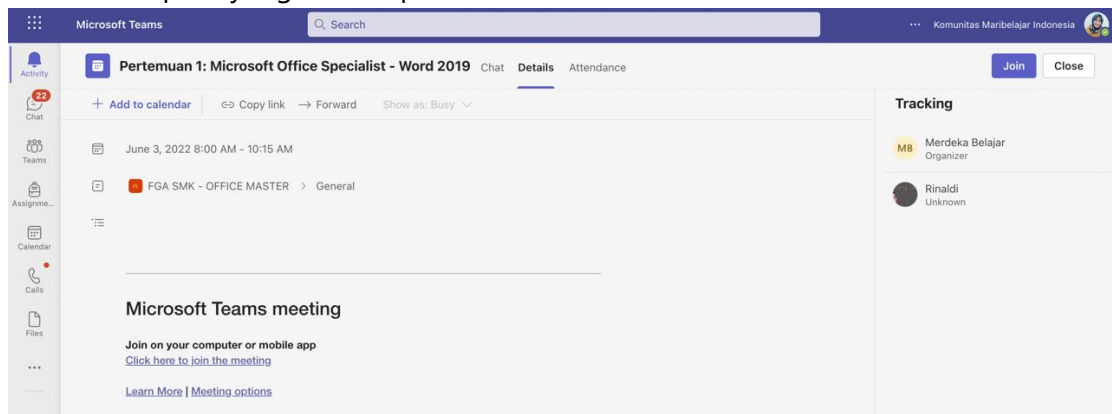 Microsoft Teams
Search
Komunitas Maribelajar Indonesia
Activity
22
Chat
Teams
Assignme...
Calendar
Calls
Files
Pertemuan 1: Microsoft Office Specialist - Word 2019 Chat Details Attendance
Join Close
+ Add to calendar Copy link → Forward Show as: Busy
June 3, 2022 8:00 AM - 10:15 AM
FGA SMK - OFFICE MASTER > General
Microsoft Teams meeting
Join on your computer or mobile app
Click here to join the meeting
Learn More | Meeting options
Tracking
MB Merdeka Belajar
Organizer
Rinaldi
Unknown